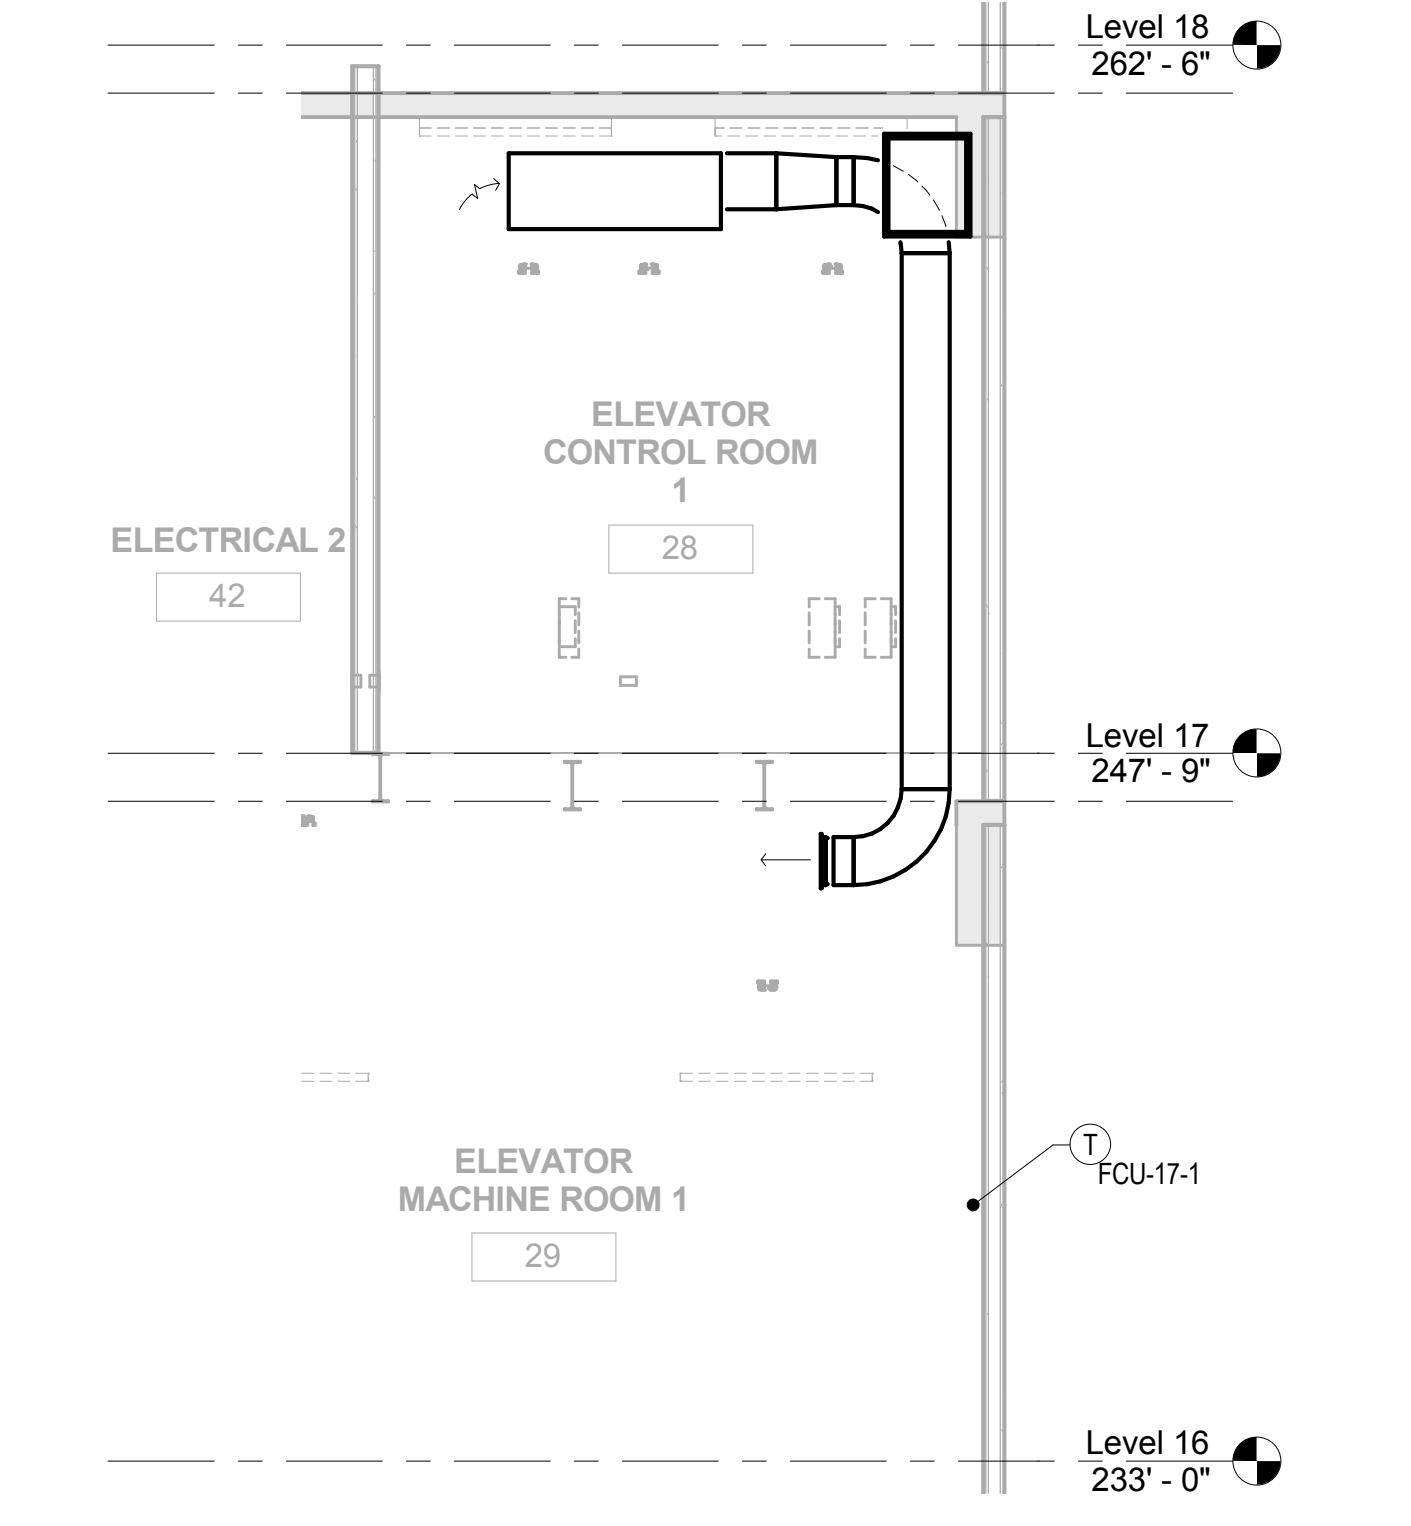 Level 18
262' - 6"
ELEVATOR
CONTROL ROOM
1
28
ELECTRICAL 2
42
Level 17
247' - 9"
T
FCU-17-1
ELEVATOR
MACHINE ROOM 1
29
Level 16
233' - 0"